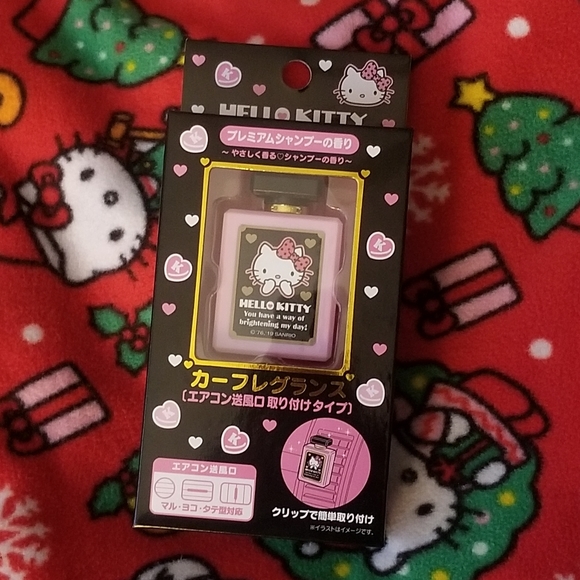 HELLO KITTY
プレミアムシャンプーの香り
～やさしく香る♡シャンプーの香り～
HELLO KITTY
You have a way of
brightening my day!
© '76, '19 SANRIO
カーフレグランス
〔エアコン送風口 取り付けタイプ〕
K
K
K
K
K
エアコン送風口
マル・ヨコ・タテ型対応
クリップで簡単取り付け
※イラストはイメージです。